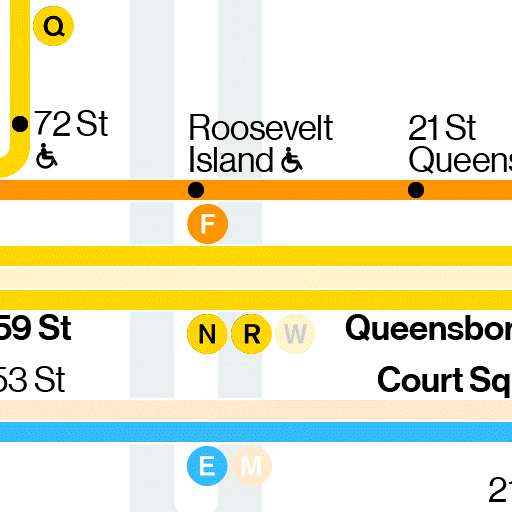 Q
72 St
Roosevelt
Island
21 St
Queens
F
59 St
N R W
Queensbor
53 St
Court Sq
E M
21